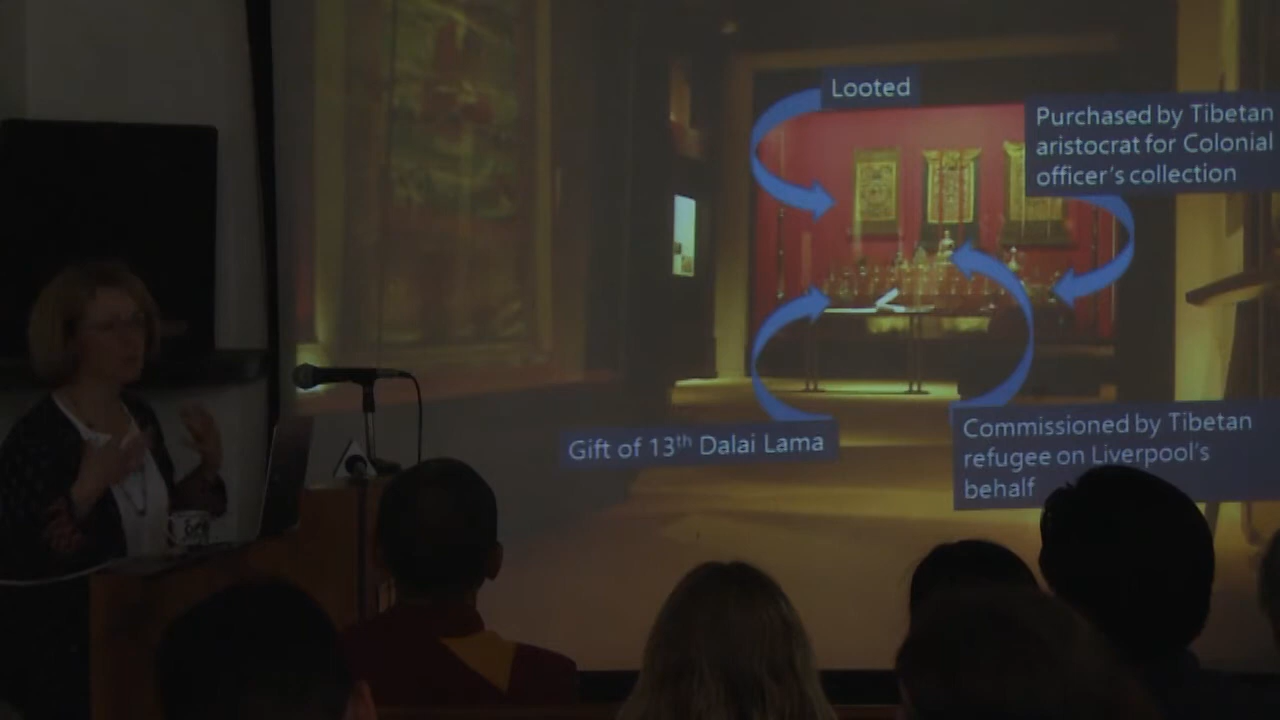 Looted
Purchased by Tibetan
aristocrat for Colonial
officer's collection
Gift of 13th Dalai Lama
Commissioned by Tibetan
refugee on Liverpool's
behalf